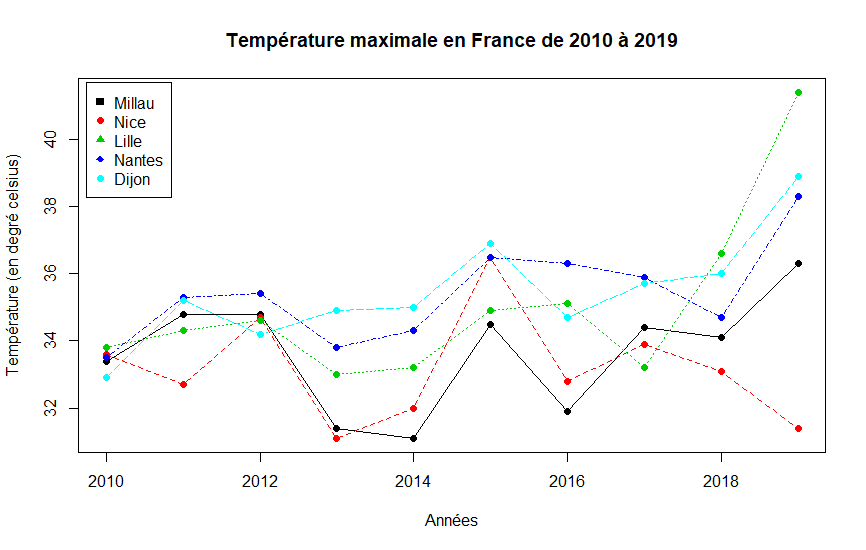 Température maximale en France de 2010 à 2019
Millau
Nice
Lille
Nantes
Dijon
Température (en degré celsius)
40
38
36
34
32
2010 2012 2014 2016 2018
Années